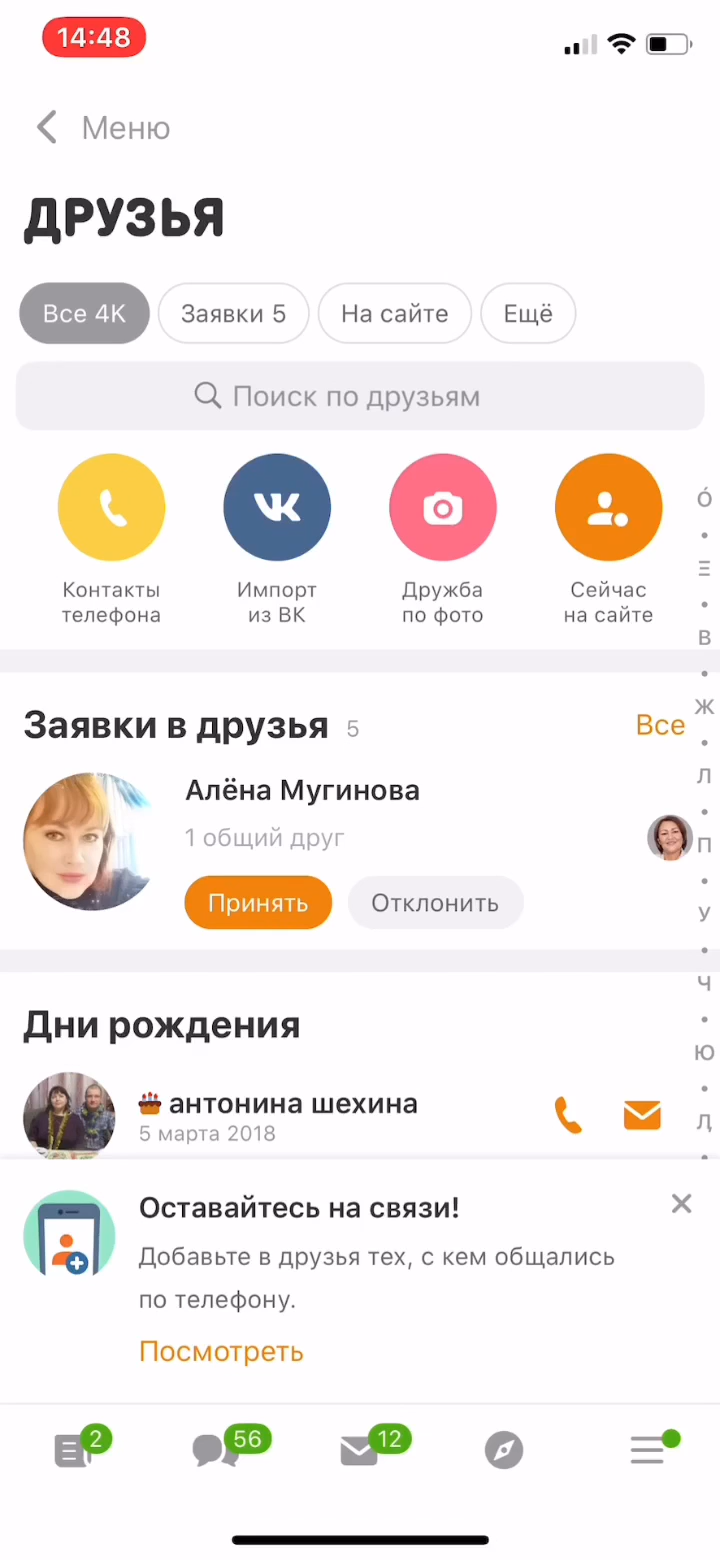 14:48
Меню
ДРУЗЬЯ
Все 4K
Заявки 5
На сайте
Ещё
Поиск по друзьям
Контакты
телефона
Импорт
из ВК
Дружба
по фото
Сейчас
на сайте
Заявки в друзья 5
Все
Алёна Мугинова
1 общий друг
Принять
Отклонить
Дни рождения
антонина шехина
5 марта 2018
Ó
Ξ
В
Ж
Л
П
У
Ч
Ю
Оставайтесь на связи!
Добавьте в друзья тех, с кем общались
по телефону.
Посмотреть
2
56
12